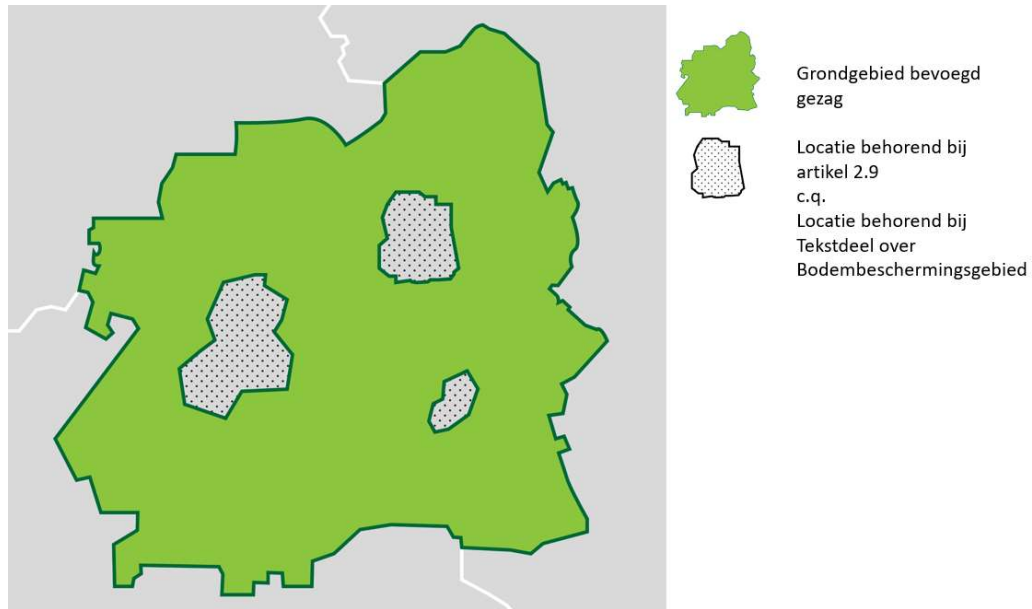 Grondgebied bevoegd
gezag
Locatie behorend bij
artikel 2.9
c.q.
Locatie behorend bij
Tekstdeel over
Bodembeschermingsgebied